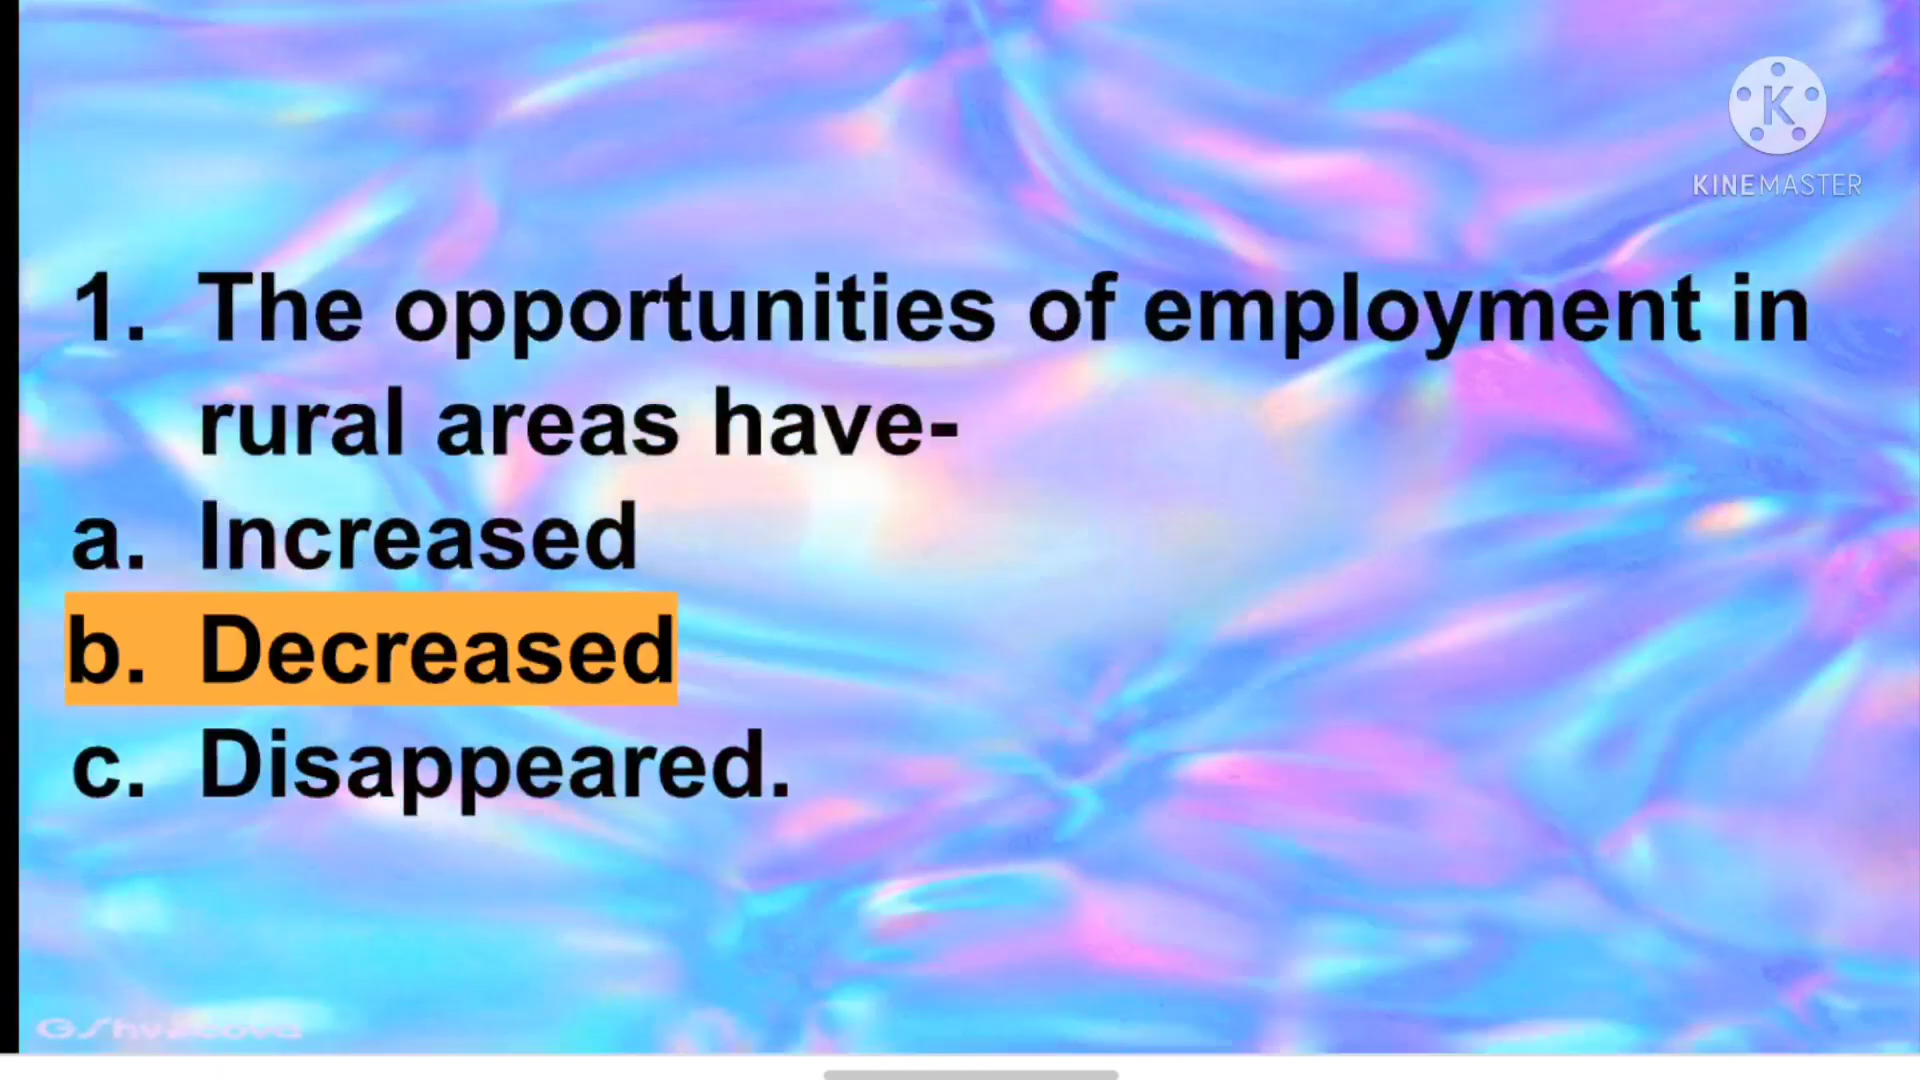 KINEMASTER
1. The opportunities of employment in
rural areas have-
a. Increased
b. Decreased
c. Disappeared.